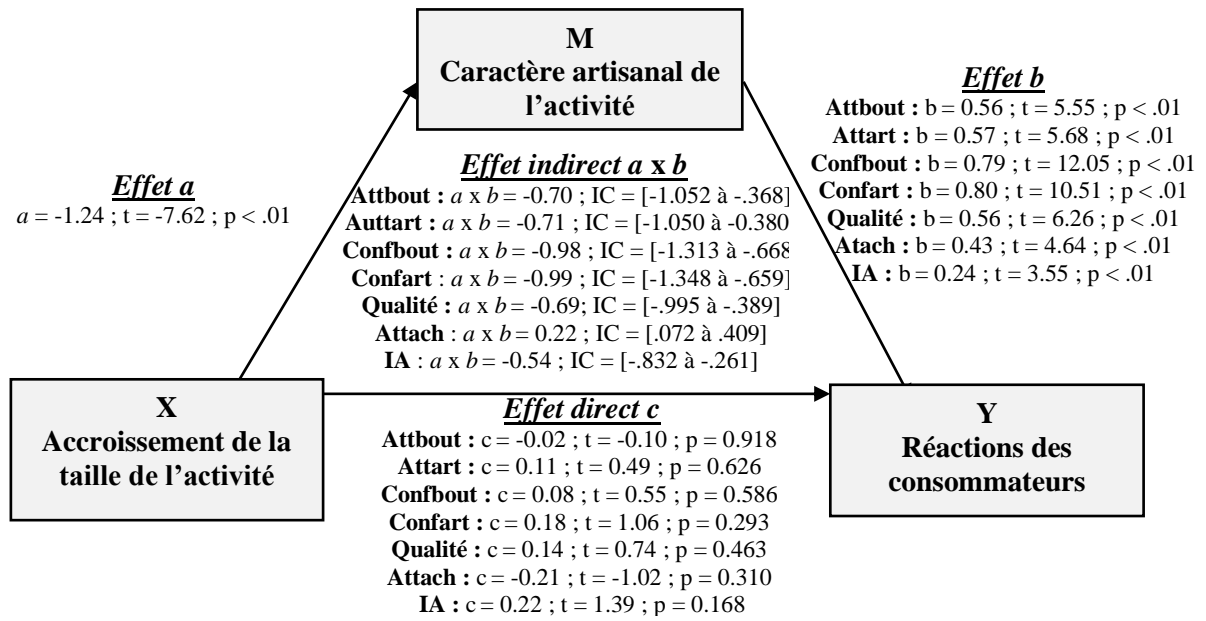 M
Caractère artisanal de
l'activité
Effet b
Attbout : b = 0.56 ; t = 5.55 ; p < .01
Attart : b = 0.57 ; t = 5.68 ; p < .01
Confbout : b = 0.79 ; t = 12.05 ; p < .01
Confart : b = 0.80 ; t = 10.51 ; p < .01
Qualité : b = 0.56 ; t = 6.26 ; p < .01
Atach : b = 0.43 ; t = 4.64 ; p < .01
IA : b = 0.24 ; t = 3.55 ; p < .01
Effet a
a = -1.24 ; t = -7.62 ; p < .01
Effet indirect a x b
Attbout : a x b = -0.70 ; IC = [-1.052 à -.368]
Auttart : a x b = -0.71 ; IC = [-1.050 à -0.380
Confbout : a x b = -0.98 ; IC = [-1.313 à -.668
Confart : a x b = -0.99 ; IC = [-1.348 à -.659]
Qualité : a x b = -0.69; IC = [-.995 à -.389]
Attach : a x b = 0.22 ; IC = [.072 à .409]
IA : a x b = -0.54 ; IC = [-.832 à -.261]
X
Accroissement de la
taille de l'activité
Effet direct c
Attbout : c = -0.02 ; t = -0.10 ; p = 0.918
Attart : c = 0.11 ; t = 0.49 ; p = 0.626
Confbout : c = 0.08 ; t = 0.55 ; p = 0.586
Confart : c = 0.18 ; t = 1.06 ; p = 0.293
Qualité : c = 0.14 ; t = 0.74 ; p = 0.463
Attach : c = -0.21 ; t = -1.02 ; p = 0.310
IA : c = 0.22 ; t = 1.39 ; p = 0.168
Y
Réactions des
consommateurs